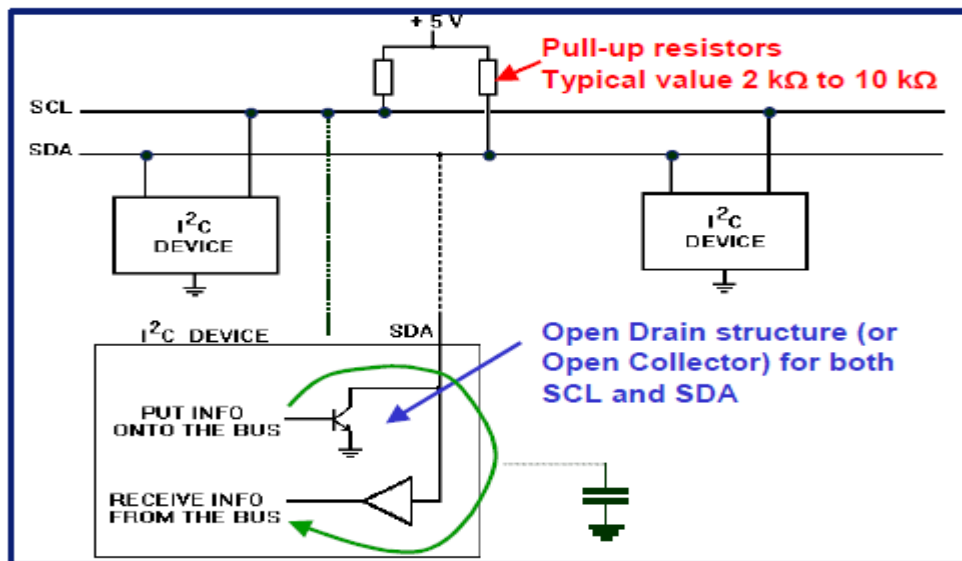 + 5 V
Pull-up resistors
Typical value 2 kΩ to 10 kΩ
SCL
SDA
I²C
DEVICE
I²C
DEVICE
I²C DEVICE
SDA
Open Drain structure (or
Open Collector) for both
SCL and SDA
PUT INFO
ONTO THE BUS
RECEIVE INFO
FROM THE BUS